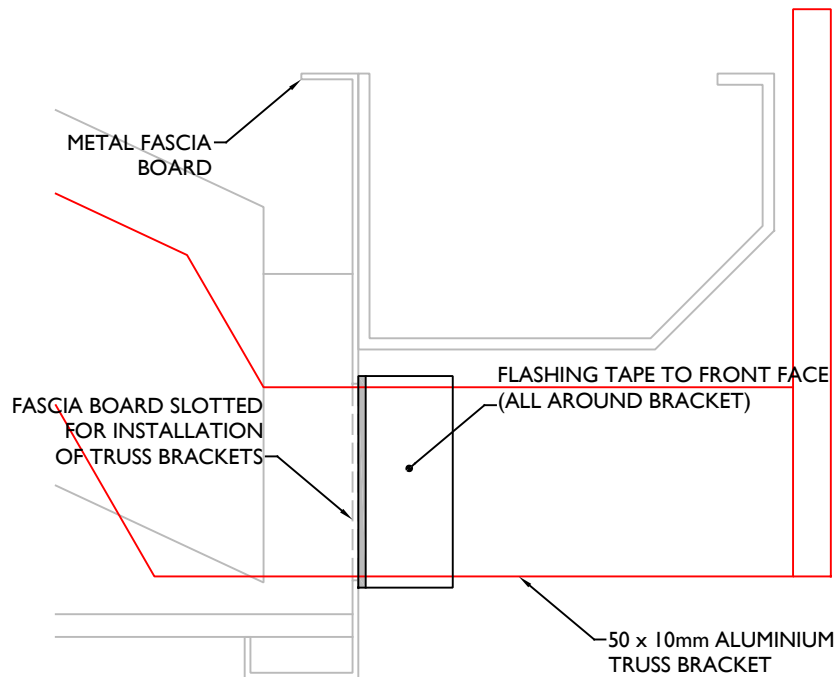 METAL FASCIA
BOARD
FLASHING TAPE TO FRONT FACE
(ALL AROUND BRACKET)
FASCIA BOARD SLOTTED
FOR INSTALLATION
OF TRUSS BRACKETS
50 x 10mm ALUMINIUM
TRUSS BRACKET